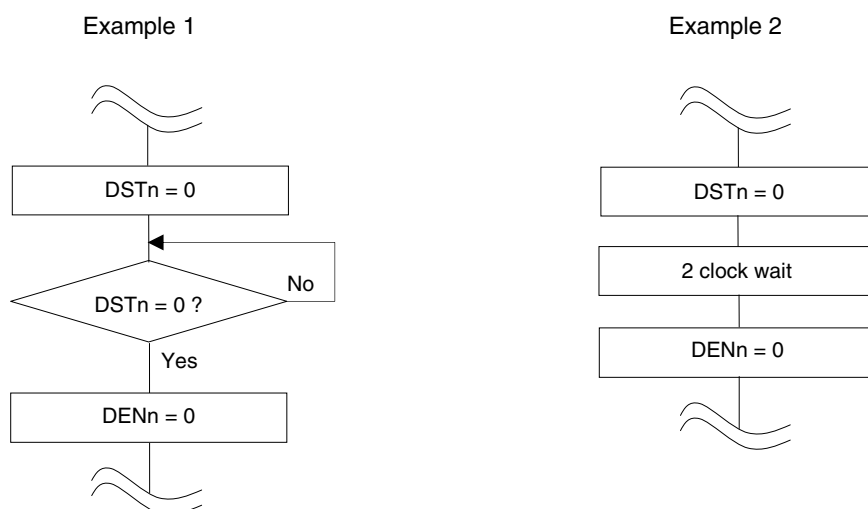 Example 1
DSTn = 0
DSTn = 0 ?
No
Yes
DENn = 0
Example 2
DSTn = 0
2 clock wait
DENn = 0